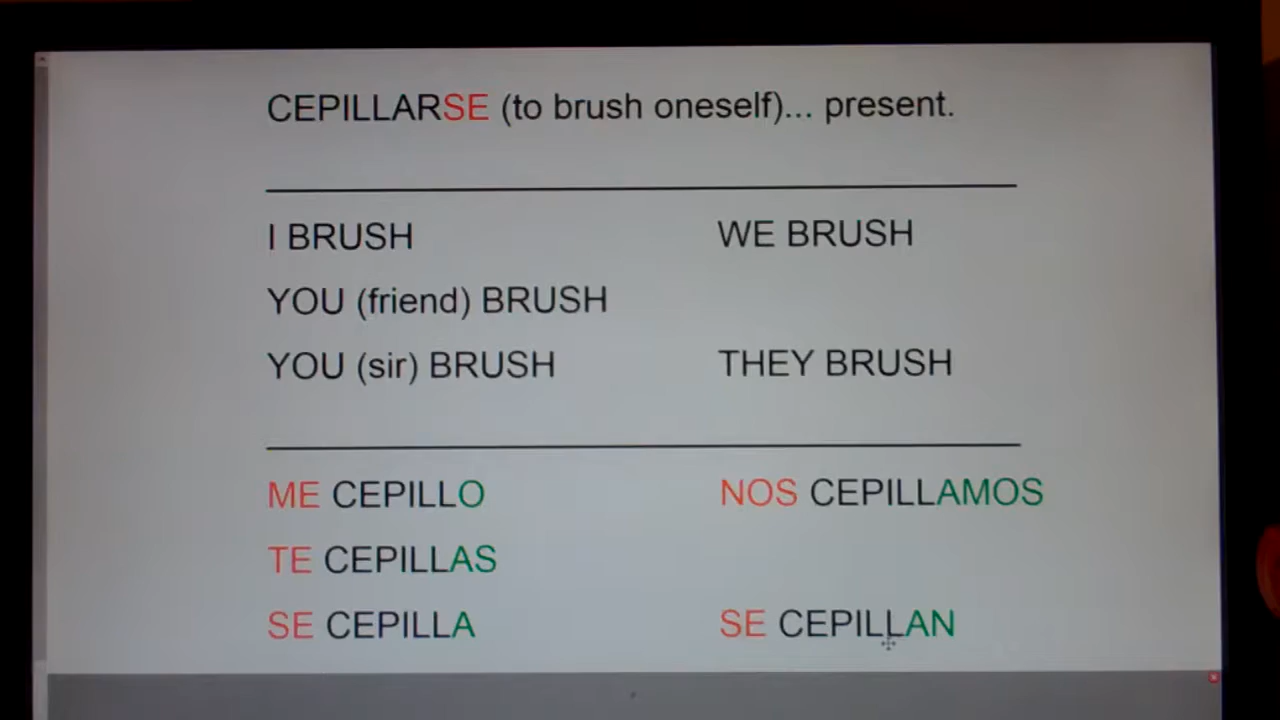 CEPILLARSE (to brush oneself)... present.
I BRUSH WE BRUSH
YOU (friend) BRUSH
YOU (sir) BRUSH THEY BRUSH
ME CEPILLO NOS CEPILLAMOS
TE CEPILLAS
SE CEPILLA SE CEPILLAN